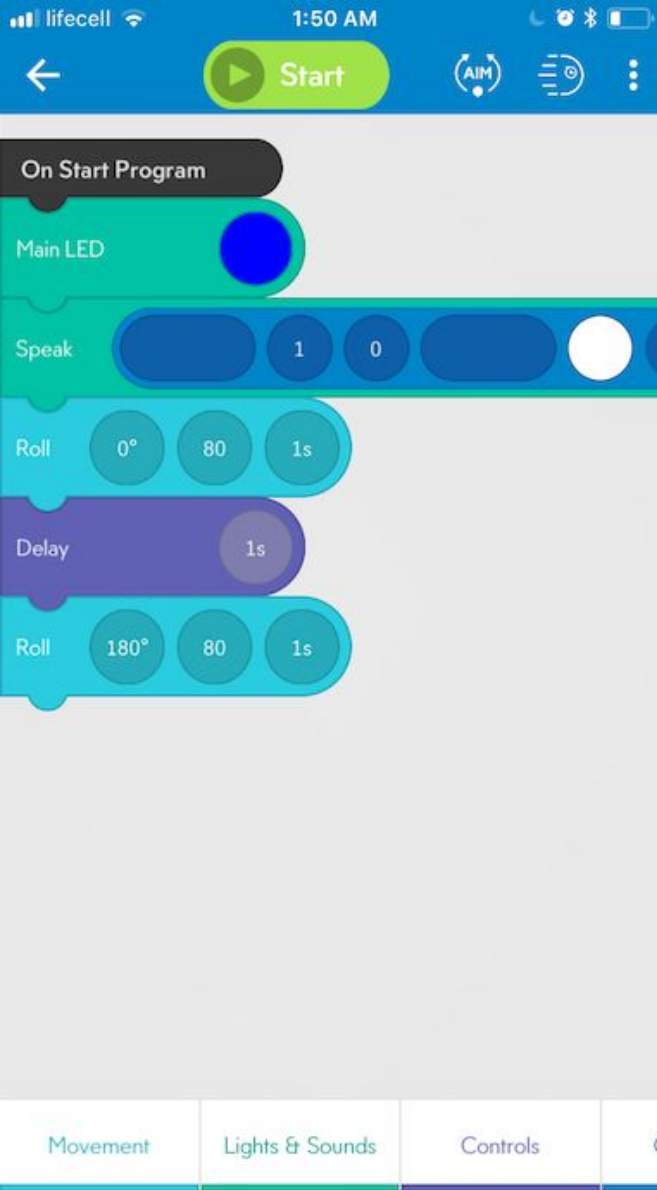 lifecell 1:50 AM
Start AIM
On Start Program
Main LED
Speak 1 0
Roll 0° 80 1s
Delay 1s
Roll 180° 80 1s
Movement Lights & Sounds Controls